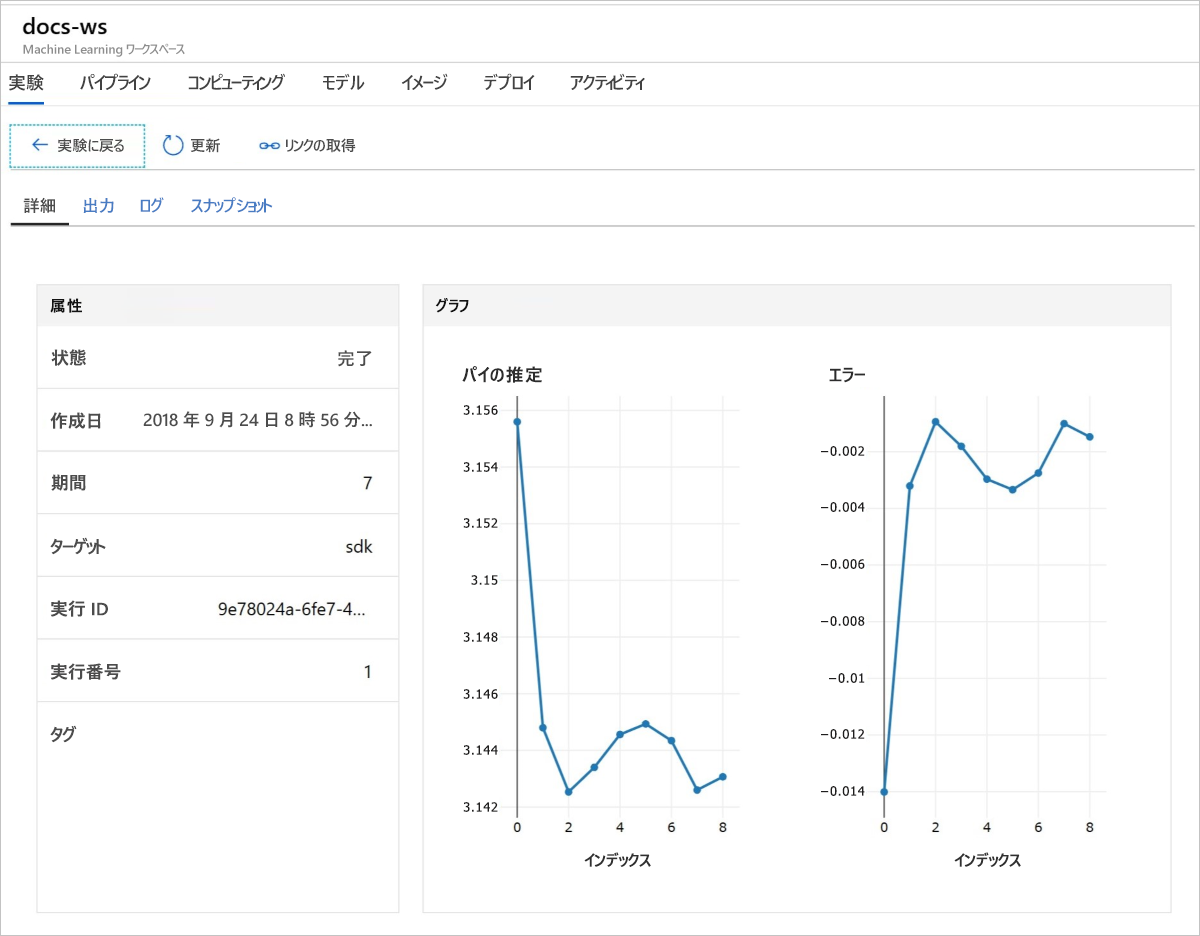 docs-ws
Machine Learning ワークスペース
実験 パイプライン コンピューティング モデル イメージ デプロイ アクティビティ
← 実験に戻る 更新 リンクの取得
詳細 出力 ログ スナップショット
属性
状態 完了
作成日 2018 年 9 月 24 日 8 時 56 分...
期間 7
ターゲット sdk
実行 ID 9e78024a-6fe7-4...
実行番号 1
タグ
グラフ
パイの推定
3.156
3.154
3.152
3.15
3.148
3.146
3.144
3.142
0 2 4 6 8
インデックス
エラー
−0.002
−0.004
−0.006
−0.008
−0.01
−0.012
−0.014
0 2 4 6 8
インデックス